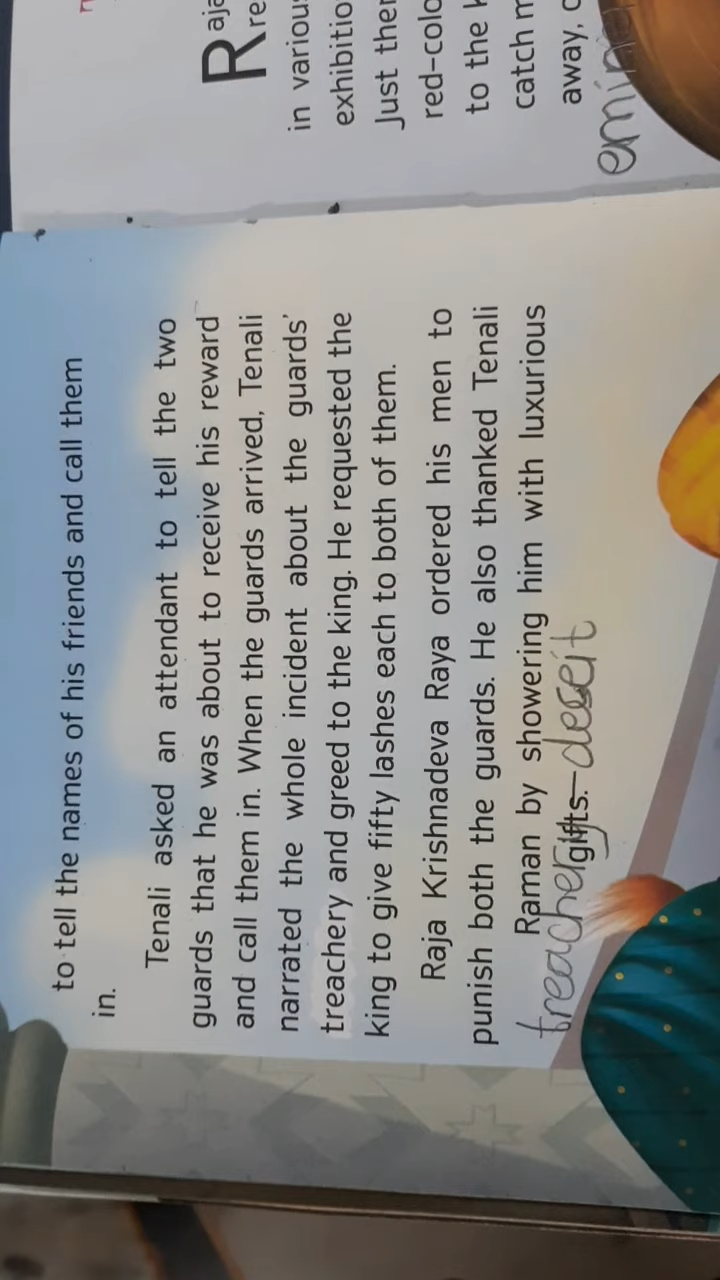 to tell the names of his friends and call them
in.
Tenali asked an attendant to tell the two
guards that he was about to receive his reward
and call them in. When the guards arrived, Tenali
narrated the whole incident about the guards'
treachery and greed to the king. He requested the
king to give fifty lashes each to both of them.
Raja Krishnadeva Raya ordered his men to
punish both the guards. He also thanked Tenali
Raman by showering him with luxurious
gifts.
treachery - deseit
in
exhibitio
Just
red-colo
to the
catch
away,